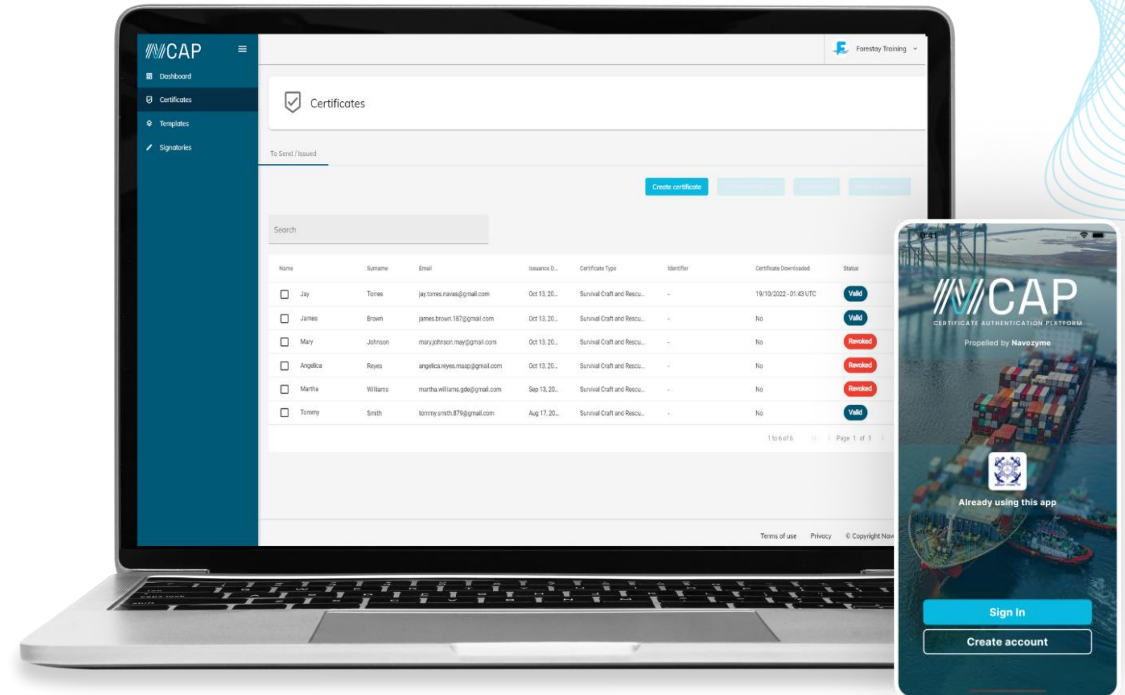 N/CAP
Forestay Training
Dashboard
Certificates
Templates
Signatories
Certificates
To Send / Issued
Create certificate
Search
Name Surname Email Issuance D... Certificate Type Identifier Certificate Downloaded Status
Jay Torres jay.torres.naves@gmail.com Oct 13, 20... Survival Craft and Rescu... - 19/10/2022 - 01:43 UTC Valid
James Brown james.brown.187@gmail.com Oct 13, 20... Survival Craft and Rescu... - No Valid
Mary Johnson mary.johnson.may@gmail.com Oct 13, 20... Survival Craft and Rescu... - No Revoked
Angelica Reyes angelica.reyes.maap@gmail.com Oct 13, 20... Survival Craft and Rescu... - No Revoked
Martha Williams martha.williams.gde@gmail.com Sep 13, 20... Survival Craft and Rescu... - No Revoked
Tommy Smith tommy.smith.879@gmail.com Aug 17, 20... Survival Craft and Rescu... - No Valid
1 to 6 of 6 Page 1 of 1
Terms of use Privacy © Copyright Nav
caps lock
shift
9:41
N/CAP
CERTIFICATE AUTHENTICATION PLATFORM
Propelled by Navozyme
Already using this app
Sign In
Create account